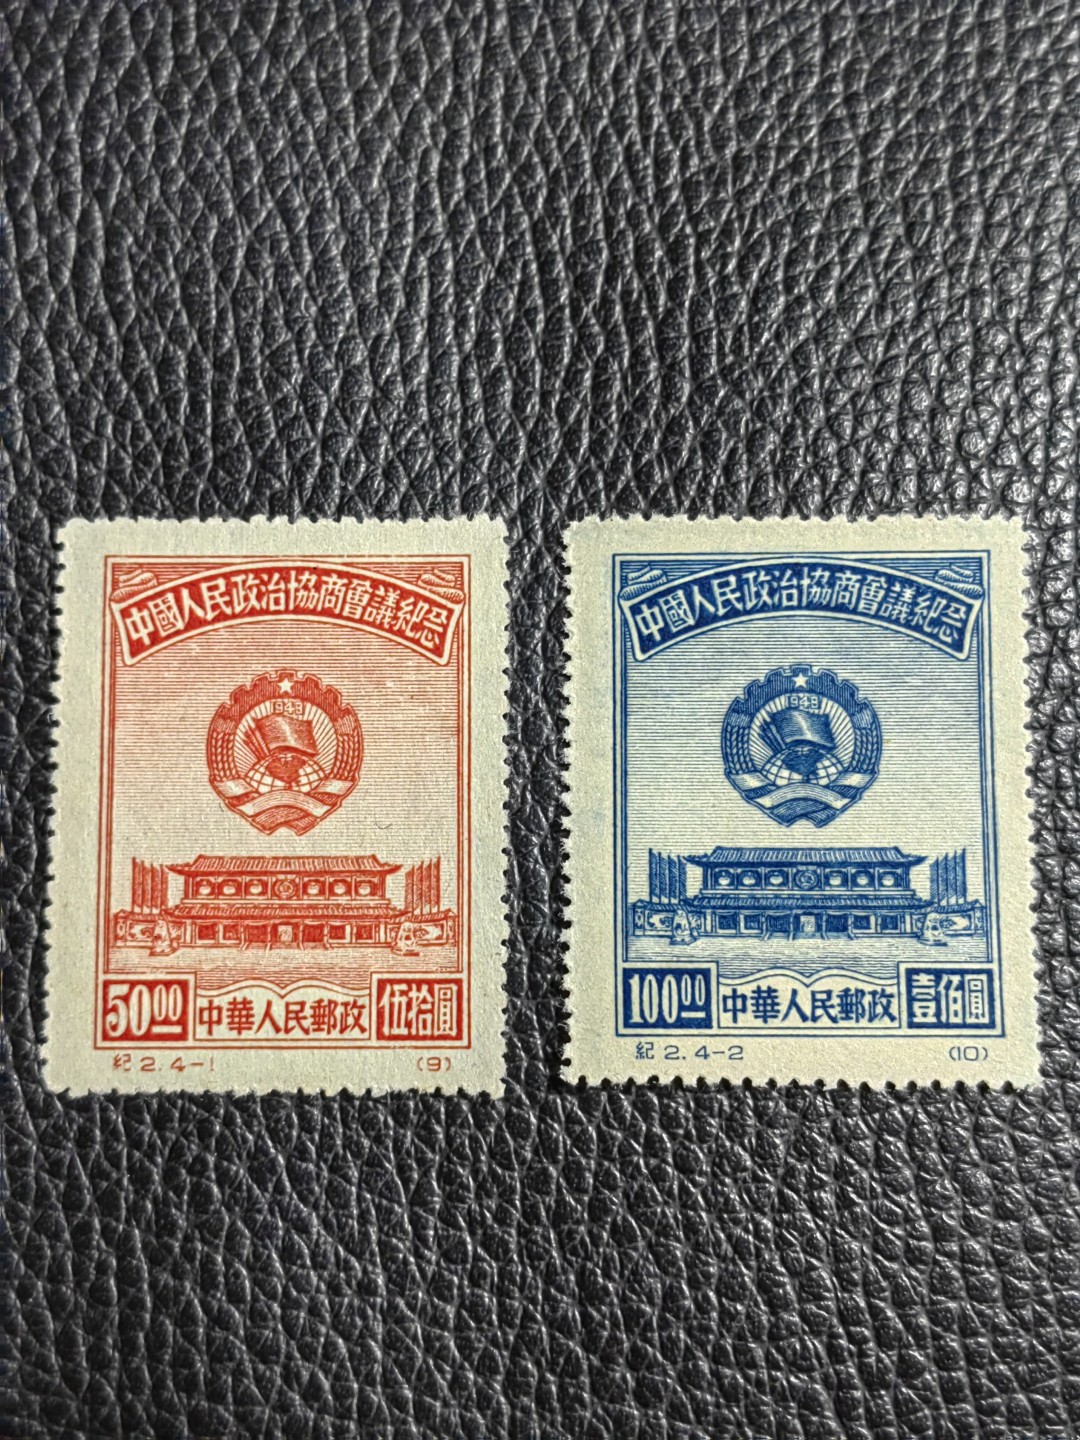 中國人民政治協商會議紀念
1949
50.00
中華人民郵政
伍拾圓
紀 2. 4-1
(9)
中國人民政治協商會議紀念
1949
100.00
中華人民郵政
壹佰圓
紀 2. 4-2
(10)